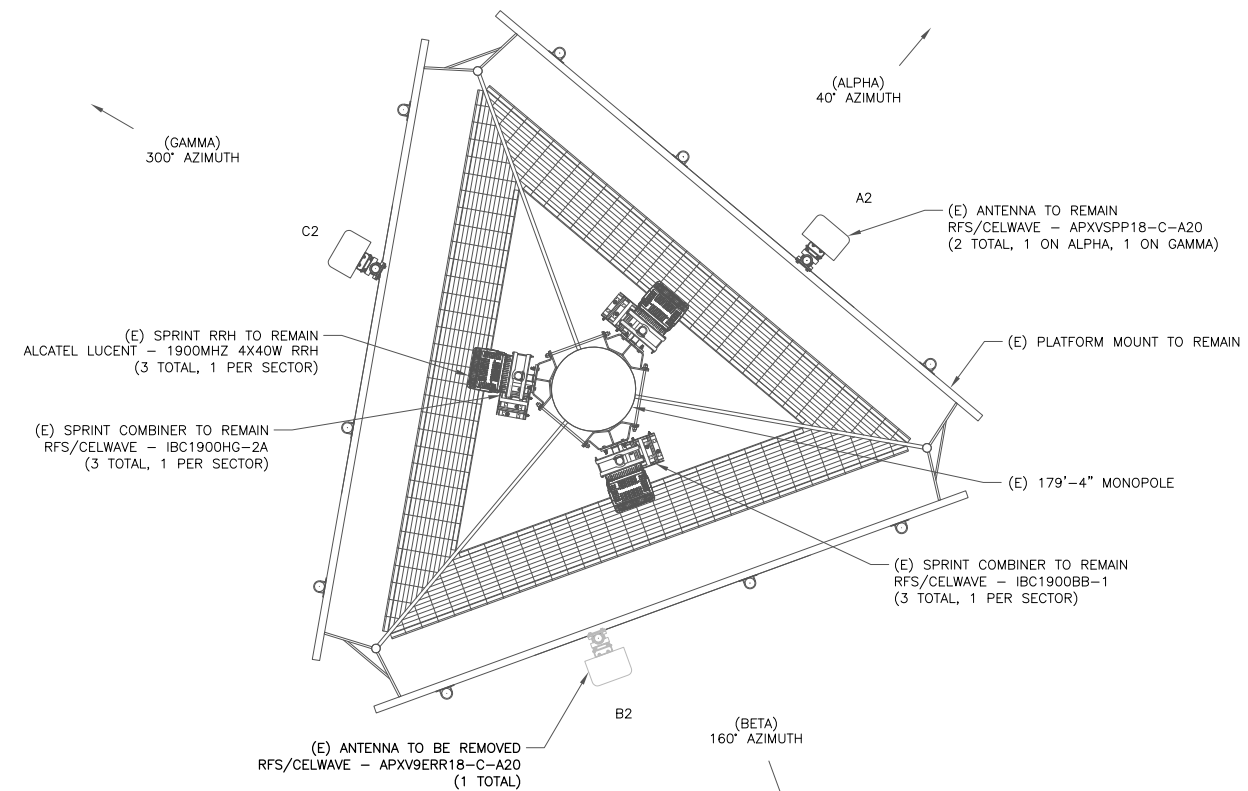 (ALPHA)
40° AZIMUTH
(GAMMA)
300° AZIMUTH
A2
(E) ANTENNA TO REMAIN
RFS/CELWAVE – APXVSPP18-C-A20
(2 TOTAL, 1 ON ALPHA, 1 ON GAMMA)
C2
(E) SPRINT RRH TO REMAIN
ALCATEL LUCENT – 1900MHZ 4X40W RRH
(3 TOTAL, 1 PER SECTOR)
(E) PLATFORM MOUNT TO REMAIN
(E) SPRINT COMBINER TO REMAIN
RFS/CELWAVE – IBC1900HG-2A
(3 TOTAL, 1 PER SECTOR)
(E) 179'-4" MONOPOLE
(E) SPRINT COMBINER TO REMAIN
RFS/CELWAVE – IBC1900BB-1
(3 TOTAL, 1 PER SECTOR)
B2
(BETA)
160° AZIMUTH
(E) ANTENNA TO BE REMOVED
RFS/CELWAVE – APXV9ERR18-C-A20
(1 TOTAL)